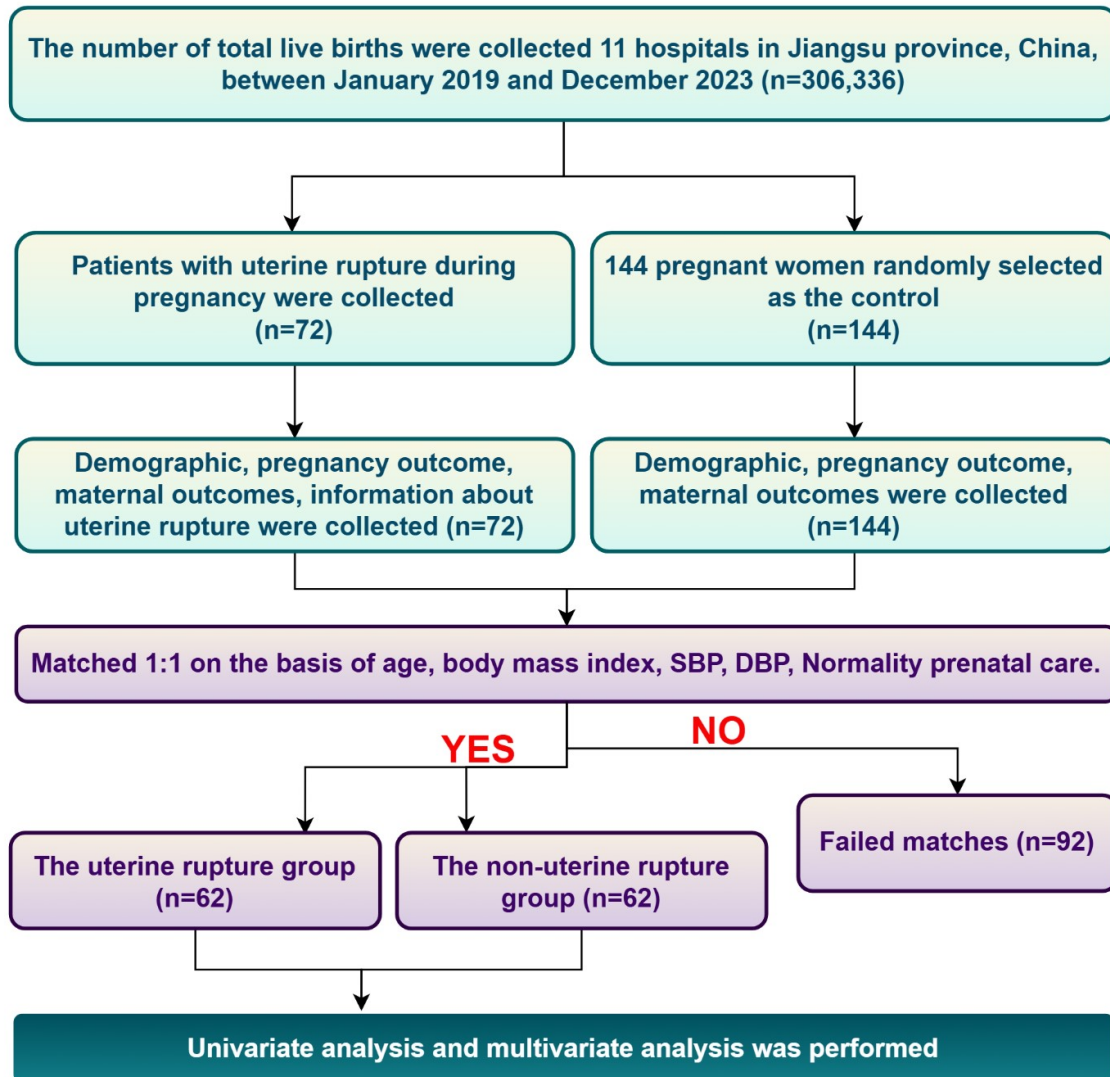 The number of total live births were collected 11 hospitals in Jiangsu province, China,
between January 2019 and December 2023 (n=306,336)
Patients with uterine rupture during
pregnancy were collected
(n=72)
144 pregnant women randomly selected
as the control
(n=144)
Demographic, pregnancy outcome,
maternal outcomes, information about
uterine rupture were collected (n=72)
Demographic, pregnancy outcome,
maternal outcomes were collected
(n=144)
Matched 1:1 on the basis of age, body mass index, SBP, DBP, Normality prenatal care.
YES
NO
The uterine rupture group
(n=62)
The non-uterine rupture
group (n=62)
Failed matches (n=92)
Univariate analysis and multivariate analysis was performed